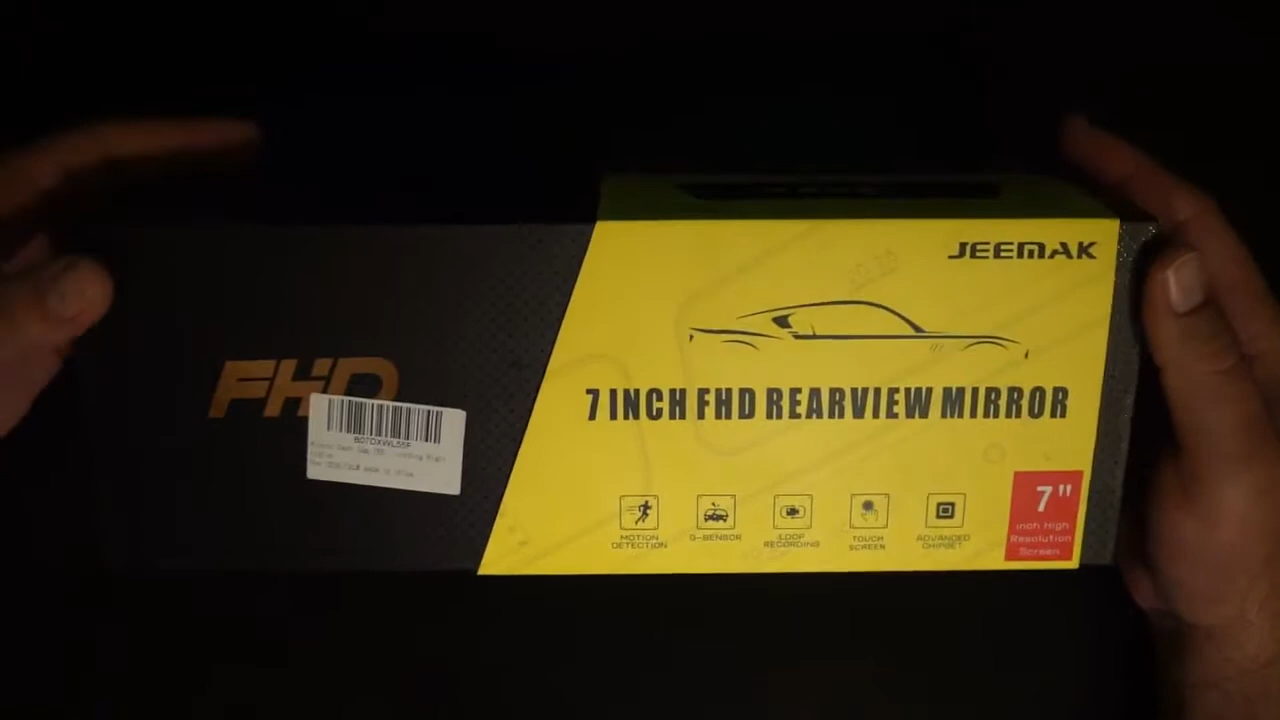 JEEMAK
FHD
7 INCH FHD REARVIEW MIRROR
MOTION DETECTION
G-SENSOR
LOOP RECORDING
TOUCH SCREEN
ADVANCED CHIPSET
7"
inch High
Resolution
Screen